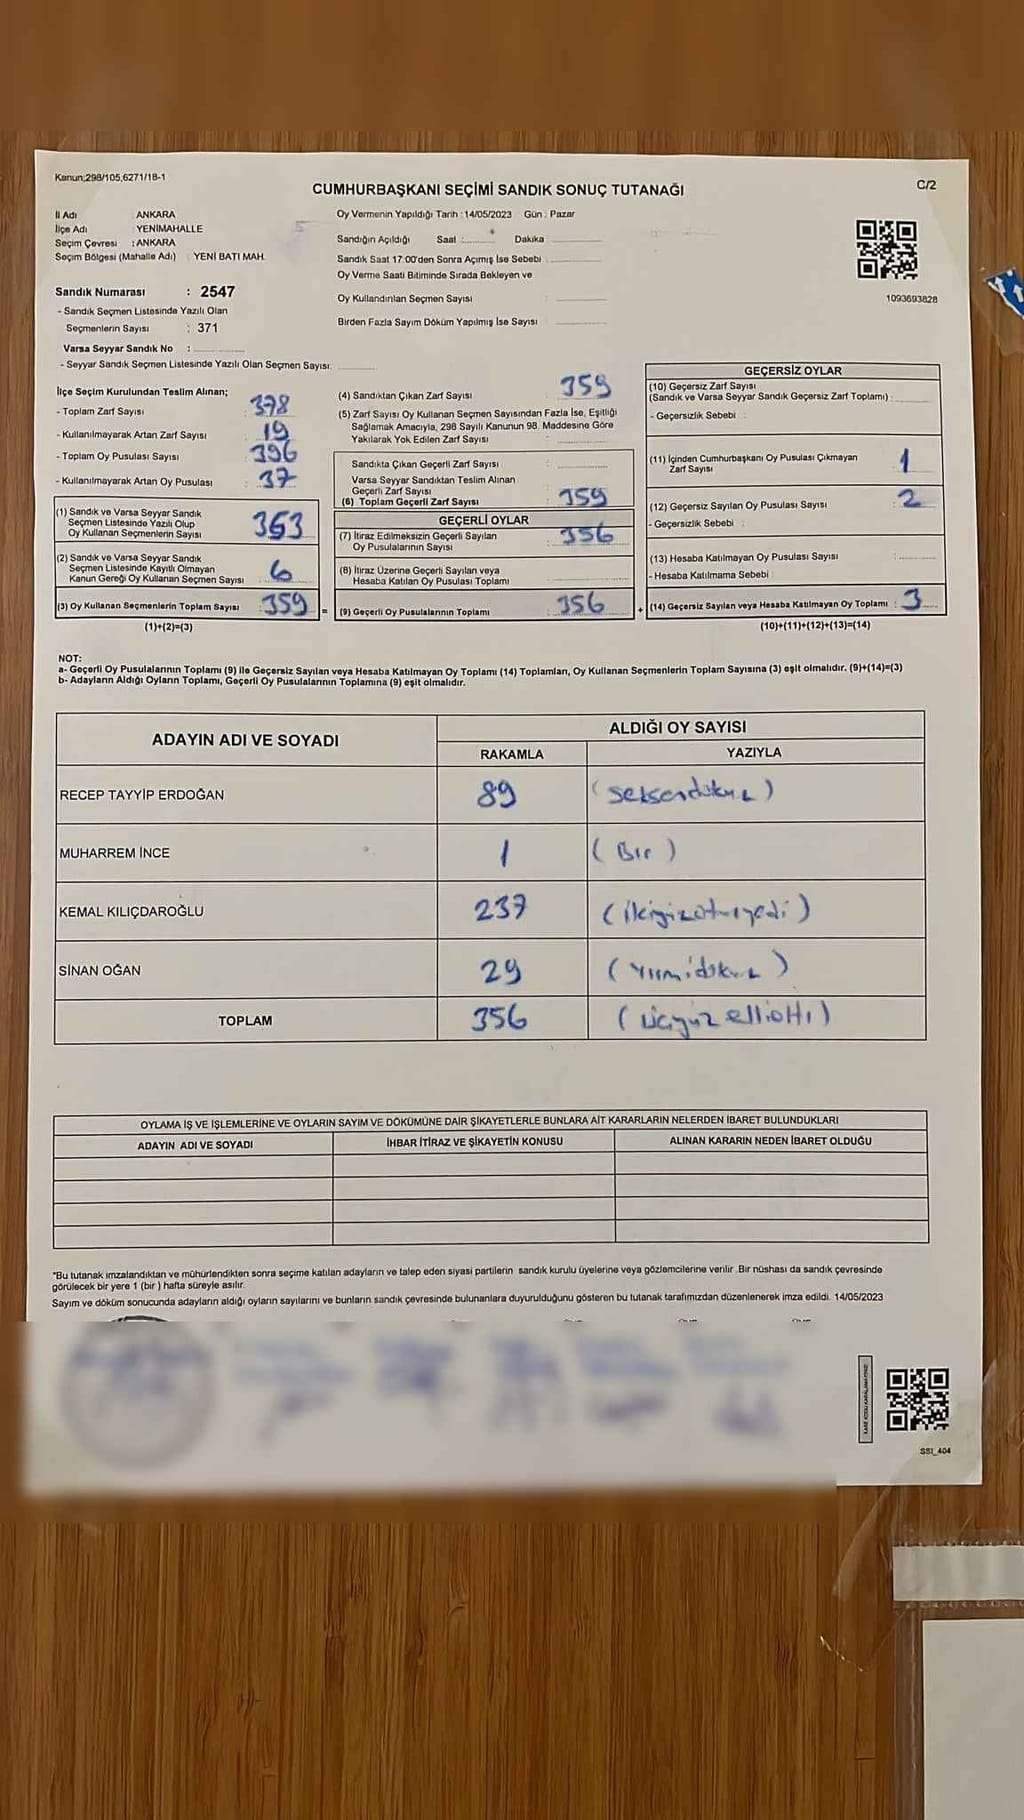 Kanun;298/105,6271/18-1
CUMHURBAŞKANI SEÇİMİ SANDIK SONUÇ TUTANAĞI
C/2
İl Adı ANKARA
İlçe Adı YENİMAHALLE
Seçim Çevresi : ANKARA
Seçim Bölgesi (Mahalle Adı) : YENİ BATI MAH.
Sandık Numarası : 2547
- Sandık Seçmen Listesinde Yazılı Olan
Seçmenlerin Sayısı : 371
Varsa Seyyar Sandık No :
- Seyyar Sandık Seçmen Listesinde Yazılı Olan Seçmen Sayısı:
Oy Vermenin Yapıldığı Tarih : 14/05/2023 Gün : Pazar
Sandığın Açıldığı Saat : Dakika
Sandık Saat 17:00'den Sonra Açımış İse Sebebi
Oy Verme Saati Bitiminde Sırada Bekleyen ve
Oy Kullandırılan Seçmen Sayısı :
Birden Fazla Sayım Döküm Yapılmış İse Sayısı :
1093693828
İlçe Seçim Kurulundan Teslim Alınan;
- Toplam Zarf Sayısı : 378
- Kullanılmayarak Artan Zarf Sayısı 19
- Toplam Oy Pusulası Sayısı : 396
- Kullanılmayarak Artan Oy Pusulası : 37
(1) Sandık ve Varsa Seyyar Sandık
Seçmen Listesinde Yazılı Olup
Oy Kullanan Seçmenlerin Sayısı 353
(2) Sandık ve Varsa Seyyar Sandık
Seçmen Listesinde Kayıtlı Olmayan
Kanun Gereği Oy Kullanan Seçmen Sayısı 6
(3) Oy Kullanan Seçmenlerin Toplam Sayısı : 359 =
(1)+(2)=(3)
(4) Sandıktan Çıkan Zarf Sayısı 359
(5) Zarf Sayısı Oy Kullanan Seçmen Sayısından Fazla İse, Eşitliği
Sağlamak Amacıyla, 298 Sayılı Kanunun 98. Maddesine Göre
Yakılarak Yok Edilen Zarf Sayısı
Sandıkta Çıkan Geçerli Zarf Sayısı :
Varsa Seyyar Sandıktan Teslim Alınan
Geçerli Zarf Sayısı
(6) Toplam Geçerli Zarf Sayısı 359
GEÇERLİ OYLAR
(7) İtiraz Edilmeksizin Geçerli Sayılan
Oy Pusulalarının Sayısı 356
(8) İtiraz Üzerine Geçerli Sayılan veya
Hesaba Katılan Oy Pusulası Toplamı
(9) Geçerli Oy Pusulalarının Toplamı 356 +
GEÇERSİZ OYLAR
(10) Geçersiz Zarf Sayısı
(Sandık ve Varsa Seyyar Sandık Geçersiz Zarf Toplamı) :
- Geçersizlik Sebebi :
(11) İçinden Cumhurbaşkanı Oy Pusulası Çıkmayan
Zarf Sayısı 1
(12) Geçersiz Sayılan Oy Pusulası Sayısı 2
- Geçersizlik Sebebi :
(13) Hesaba Katılmayan Oy Pusulası Sayısı
- Hesaba Katılmama Sebebi :
(14) Geçersiz Sayılan veya Hesaba Katılmayan Oy Toplamı : 3
(10)+(11)+(12)+(13)=(14)
NOT:
a- Geçerli Oy Pusulalarının Toplamı (9) ile Geçersiz Sayılan veya Hesaba Katılmayan Oy Toplamı (14) Toplamları, Oy Kullanan Seçmenlerin Toplam Sayısına (3) eşit olmalıdır. (9)+(14)=(3)
b- Adayların Aldığı Oyların Toplamı, Geçerli Oy Pusulalarının Toplamına (9) eşit olmalıdır.
ADAYIN ADI VE SOYADI
ALDIĞI OY SAYISI
RAKAMLA YAZIYLA
RECEP TAYYİP ERDOĞAN 89 (Seksendokuz)
MUHARREM İNCE 1 (Bir)
KEMAL KILIÇDAROĞLU 237 (ikiyüzotuzyedi)
SİNAN OĞAN 29 (Yirmidokuz)
TOPLAM 356 (üçyüzellialtı)
OYLAMA İŞ VE İŞLEMLERİNE VE OYLARIN SAYIM VE DÖKÜMÜNE DAİR ŞİKAYETLERLE BUNLARA AİT KARARLARIN NELERDEN İBARET BULUNDUKLARI
ADAYIN ADI VE SOYADI İHBAR İTİRAZ VE ŞİKAYETİN KONUSU ALINAN KARARIN NEDEN İBARET OLDUĞU
*Bu tutanak imzalandıktan ve mühürlendikten sonra seçime katılan adayların ve talep eden siyasi partilerin sandık kurulu üyelerine veya gözlemcilerine verilir .Bir nüshası da sandık çevresinde
görülecek bir yere 1 (bir ) hafta süreyle asılır.
Sayım ve döküm sonucunda adayların aldığı oyların sayılarını ve bunların sandık çevresinde bulunanlara duyurulduğunu gösteren bu tutanak tarafımızdan düzenlenerek imza edildi. 14/05/2023
SSI_404